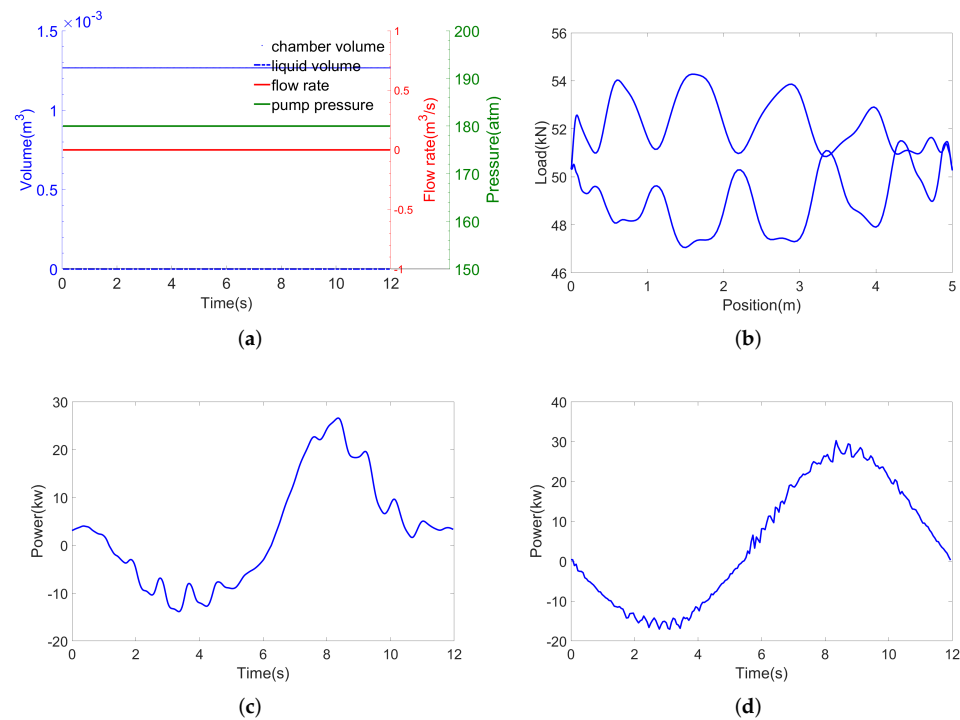 ×10⁻³
1.5
1
0.5
0
Volume(m³)
0 2 4 6 8 10 12
Time(s)
chamber volume
liquid volume
flow rate
pump pressure
1
0.5
0
-0.5
-1
Flow rate(m³/s)
200
190
180
170
160
150
Pressure(atm)
(a)
56
54
52
50
48
46
Load(kN)
0 1 2 3 4 5
Position(m)
(b)
30
20
10
0
-10
-20
Power(kw)
0 2 4 6 8 10 12
Time(s)
(c)
40
30
20
10
0
-10
-20
Power(kw)
0 2 4 6 8 10 12
Time(s)
(d)